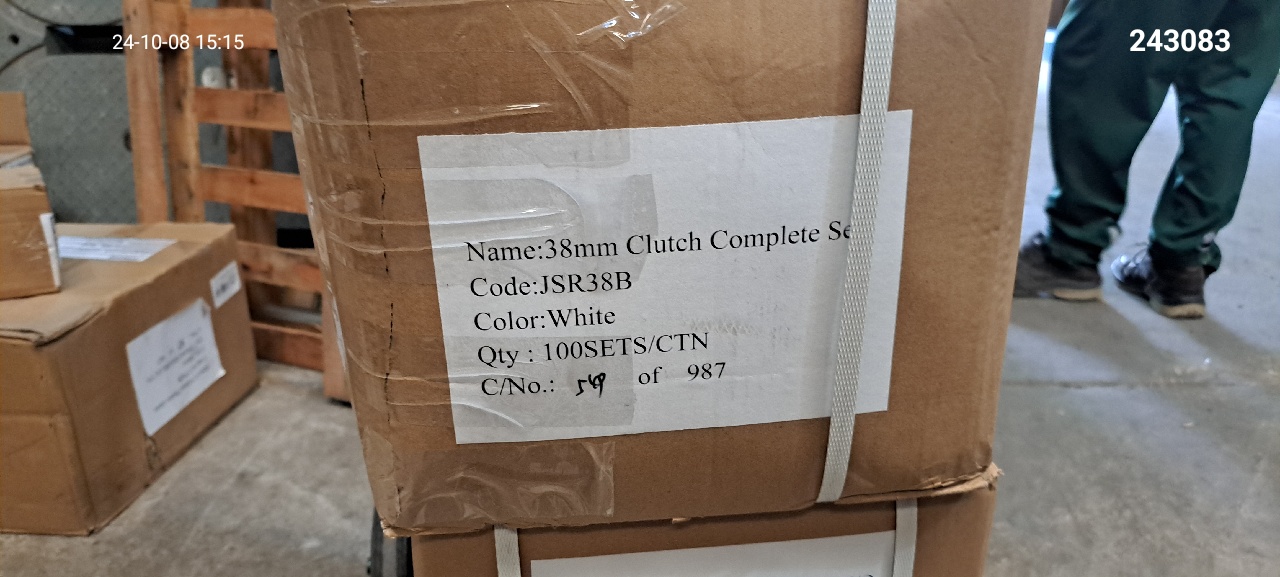 24-10-08 15:15
243083
Name:38mm Clutch Complete Se
Code:JSR38B
Color:White
Qty : 100SETS/CTN
C/No.: 549 of 987